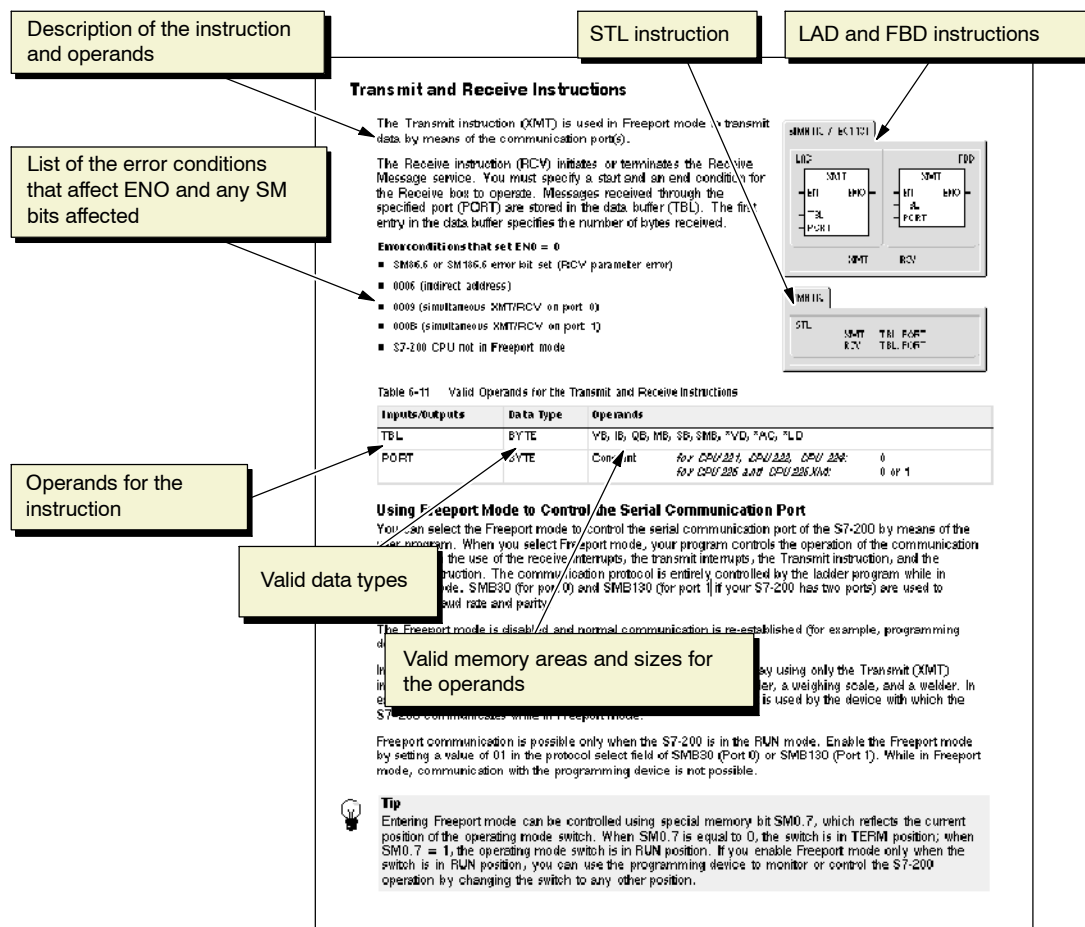 Description of the instruction
and operands
STL instruction
LAD and FBD instructions
List of the error conditions
that affect ENO and any SM
bits affected
Operands for the
instruction
Valid data types
Valid memory areas and sizes for
the operands
Transmit and Receive Instructions
The Transmit instruction (XMT) is used in Freeport mode to transmit
data by means of the communication port(s).
The Receive instruction (RCV) initiates or terminates the Receive
Message service. You must specify a start and an end condition for
the Receive box to operate. Messages received through the
specified port (PORT) are stored in the data buffer (TBL). The first
entry in the data buffer specifies the number of bytes received.
Error conditions that set ENO = 0
■ SM86.6 or SM186.6 error bit set (RCV parameter error)
■ 0006 (indirect address)
■ 0009 (simultaneous XMT/RCV on port 0)
■ 000B (simultaneous XMT/RCV on port 1)
■ S7-200 CPU not in Freeport mode
LAD FBD
XMT XMT
EN ENO EN ENO
TBL
PORT PORT
XMT RCV
STL
XMT TBL, PORT
RCV TBL, PORT
Table 6-11 Valid Operands for the Transmit and Receive Instructions
Inputs/Outputs Data Type Operands
TBL BYTE VB, IB, QB, MB, SB, SMB, *VD, *AC, *LD
PORT BYTE Constant for CPU 221, CPU 222, CPU 224: 0
for CPU 226 and CPU 226XM: 0 or 1
Using Freeport Mode to Control the Serial Communication Port
You can select the Freeport mode to control the serial communication port of the S7-200 by means of the
user program. When you select Freeport mode, your program controls the operation of the communication
the use of the receive interrupts, the transmit interrupts, the Transmit instruction, and the
The communication protocol is entirely controlled by the ladder program while in
SMB30 (for port 0) and SMB130 (for port 1 if your S7-200 has two ports) are used to
baud rate and parity
The Freeport mode is disabled and normal communication is re-established (for example, programming
using only the Transmit (XMT)
a weighing scale, and a welder. In
is used by the device with which the
S7-200 communicates while in Freeport mode.
Freeport communication is possible only when the S7-200 is in the RUN mode. Enable the Freeport mode
by setting a value of 01 in the protocol select field of SMB30 (Port 0) or SMB130 (Port 1). While in Freeport
mode, communication with the programming device is not possible.
Tip
Entering Freeport mode can be controlled using special memory bit SM0.7, which reflects the current
position of the operating mode switch. When SM0.7 is equal to 0, the switch is in TERM position; when
SM0.7 = 1, the operating mode switch is in RUN position. If you enable Freeport mode only when the
switch is in RUN position, you can use the programming device to monitor or control the S7-200
operation by changing the switch to any other position.